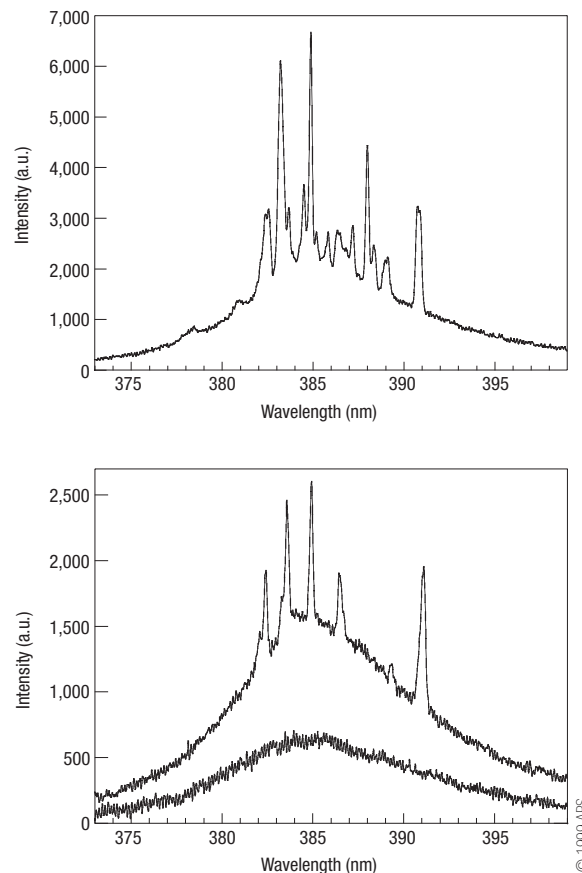 7,000
6,000
5,000
4,000
3,000
2,000
1,000
0
Intensity (a.u.)
375 380 385 390 395
Wavelength (nm)
2,500
2,000
1,500
1,000
500
0
Intensity (a.u.)
375 380 385 390 395
Wavelength (nm)
© 1999 APS